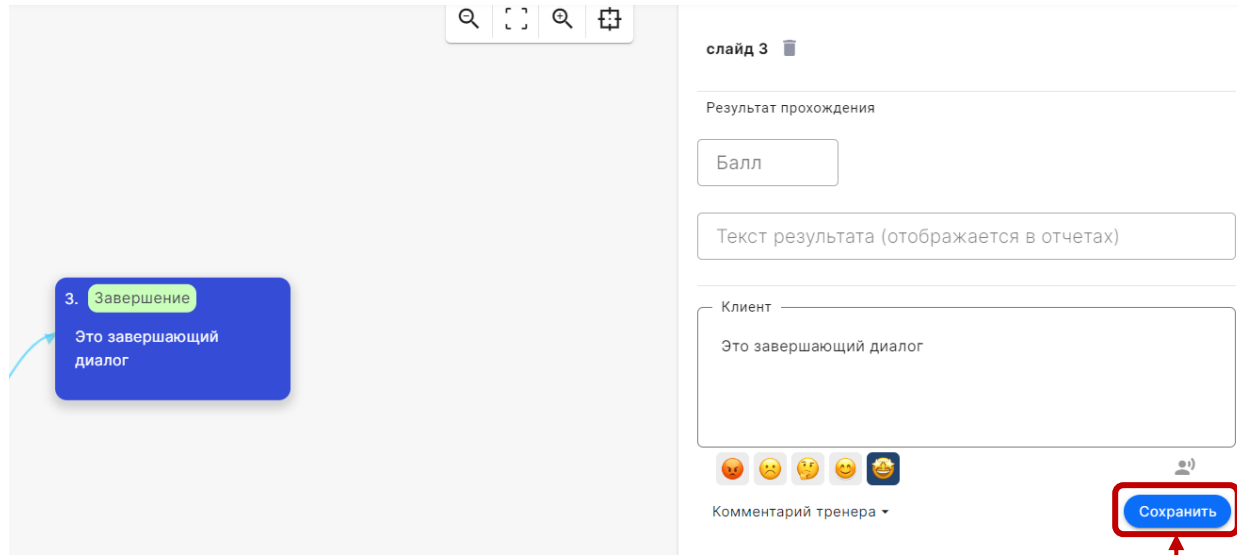 слайд 3
Результат прохождения
Балл
Текст результата (отображается в отчетах)
3. Завершение
Это завершающий
диалог
Клиент
Это завершающий диалог
Комментарий тренера
Сохранить